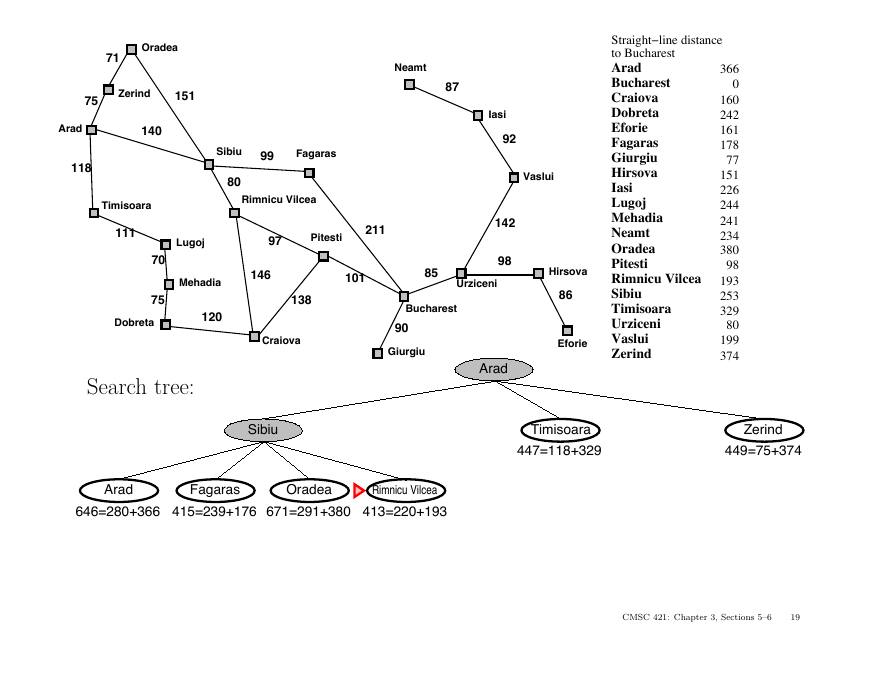 Oradea
71
Neamt
87
Zerind
75
151
Iasi
Arad
140
92
Sibiu
99
Fagaras
118
80
Vaslui
Rimnicu Vilcea
Timisoara
142
111
211
Lugoj
97
Pitesti
70
98
Hirsova
146
101
85
Mehadia
Urziceni
75
138
86
Bucharest
120
Dobreta
90
Craiova
Eforie
Giurgiu
Straight−line distance
to Bucharest
Arad 366
Bucharest 0
Craiova 160
Dobreta 242
Eforie 161
Fagaras 178
Giurgiu 77
Hirsova 151
Iasi 226
Lugoj 244
Mehadia 241
Neamt 234
Oradea 380
Pitesti 98
Rimnicu Vilcea 193
Sibiu 253
Timisoara 329
Urziceni 80
Vaslui 199
Zerind 374
Search tree:
Arad
Sibiu Timisoara Zerind
447=118+329 449=75+374
Arad Fagaras Oradea Rimnicu Vilcea
646=280+366 415=239+176 671=291+380 413=220+193
CMSC 421: Chapter 3, Sections 5–6 19